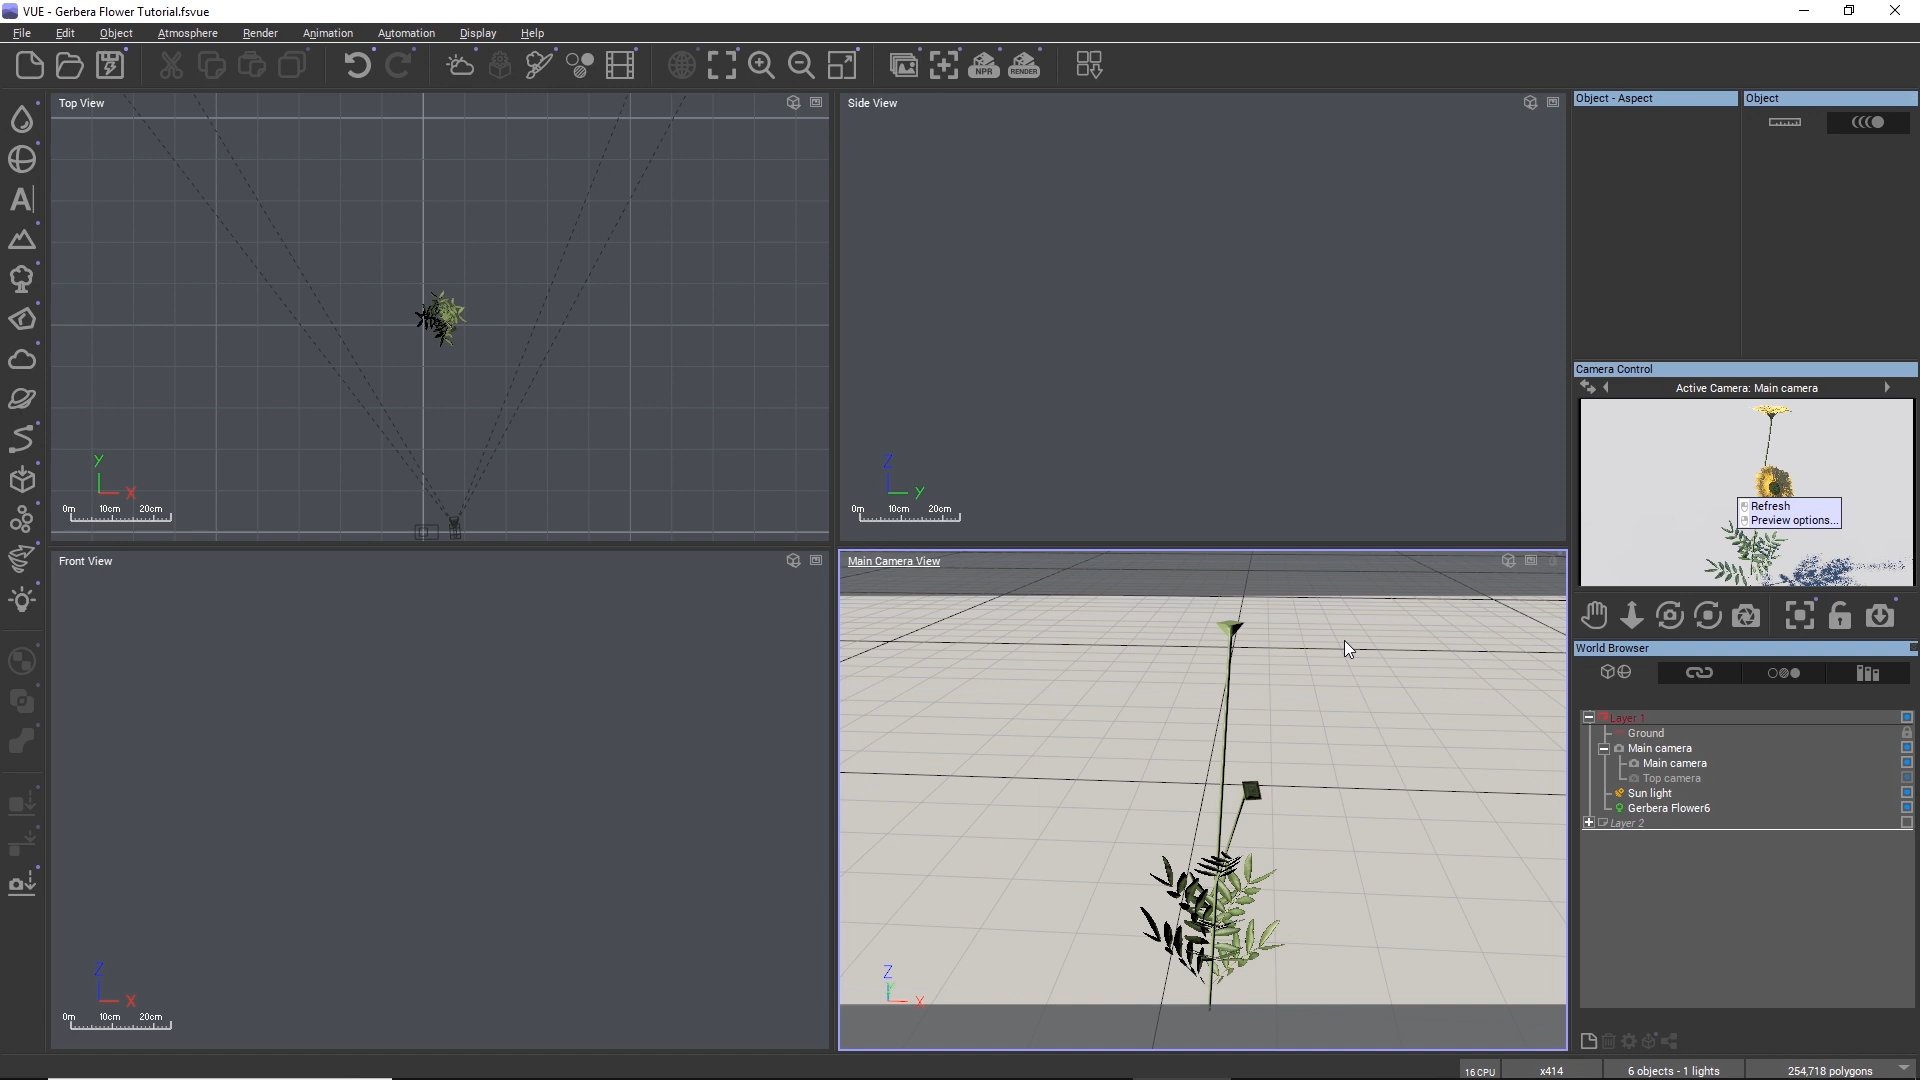 VUE - Gerbera Flower Tutorial.fsvue
File Edit Object Atmosphere Render Animation Automation Display Help
NPR RENDER
A
Top View
Side View
Object - Aspect
Object
Y
X
0m 10cm 20cm
Z
Y
0m 10cm 20cm
Camera Control
Active Camera: Main camera
Refresh
Preview options...
Front View
Main Camera View
Z
X
0m 10cm 20cm
Z
X
World Browser
Layer 1
Ground
Main camera
Main camera
Top camera
Sun light
Gerbera Flower6
Layer 2
16 CPU x414 6 objects - 1 lights 254,718 polygons